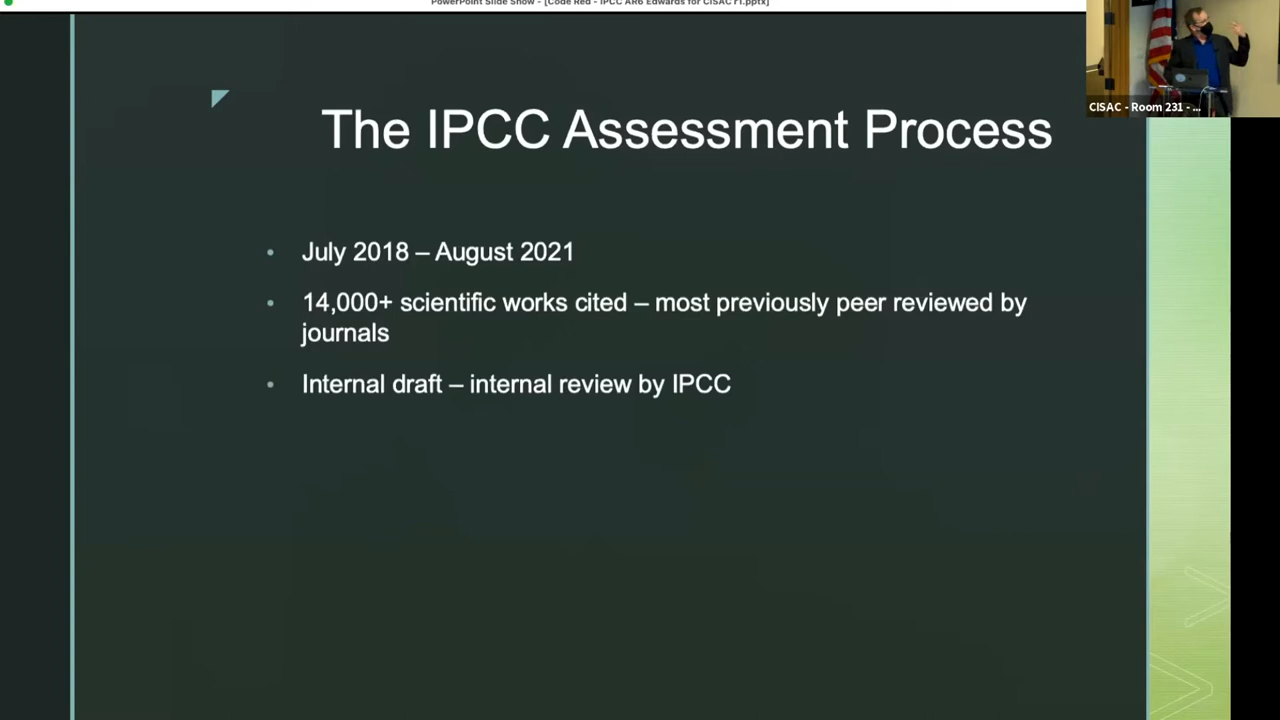 PowerPoint Slide Show - [Code Red - IPCC AR6 Edwards for CISAC r1.pptx]
CISAC - Room 231 - ...
The IPCC Assessment Process
• July 2018 – August 2021
• 14,000+ scientific works cited – most previously peer reviewed by
journals
• Internal draft – internal review by IPCC